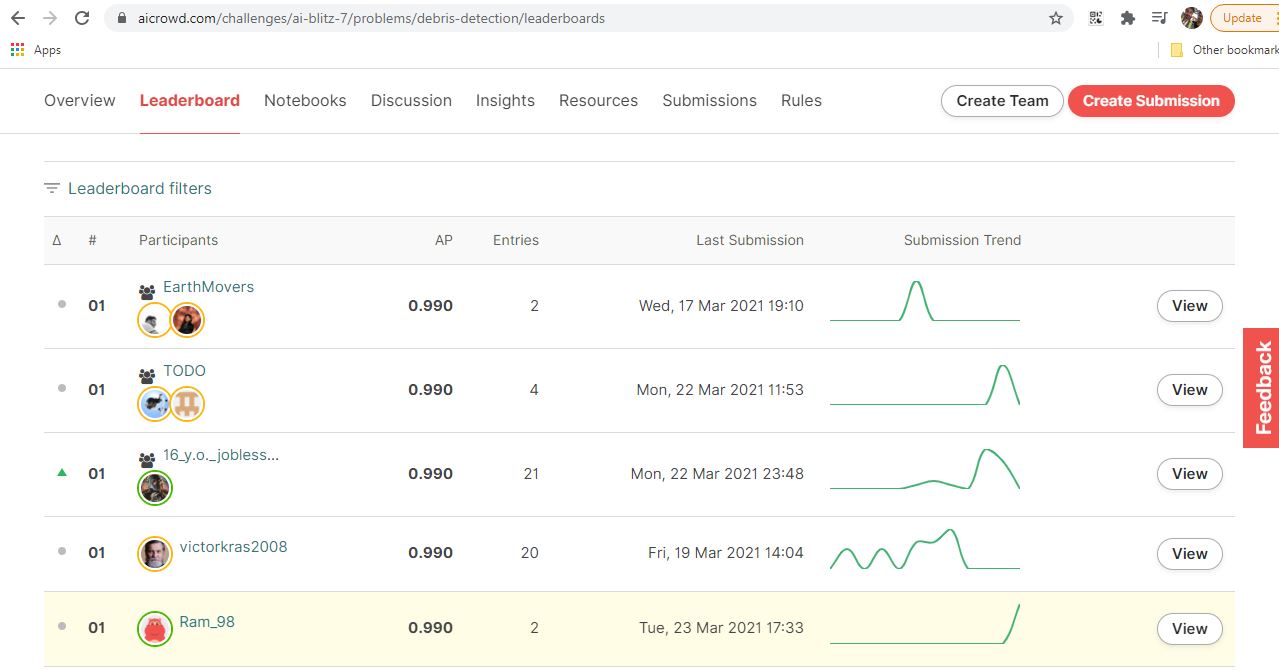 aicrowd.com/challenges/ai-blitz-7/problems/debris-detection/leaderboards
Update
Apps
Other bookmark
Overview Leaderboard Notebooks Discussion Insights Resources Submissions Rules Create Team Create Submission
Leaderboard filters
Δ # Participants AP Entries Last Submission Submission Trend
01 EarthMovers 0.990 2 Wed, 17 Mar 2021 19:10 View
01 TODO 0.990 4 Mon, 22 Mar 2021 11:53 View
01 16_y.o._jobless... 0.990 21 Mon, 22 Mar 2021 23:48 View
01 victorkras2008 0.990 20 Fri, 19 Mar 2021 14:04 View
01 Ram_98 0.990 2 Tue, 23 Mar 2021 17:33 View
Feedback